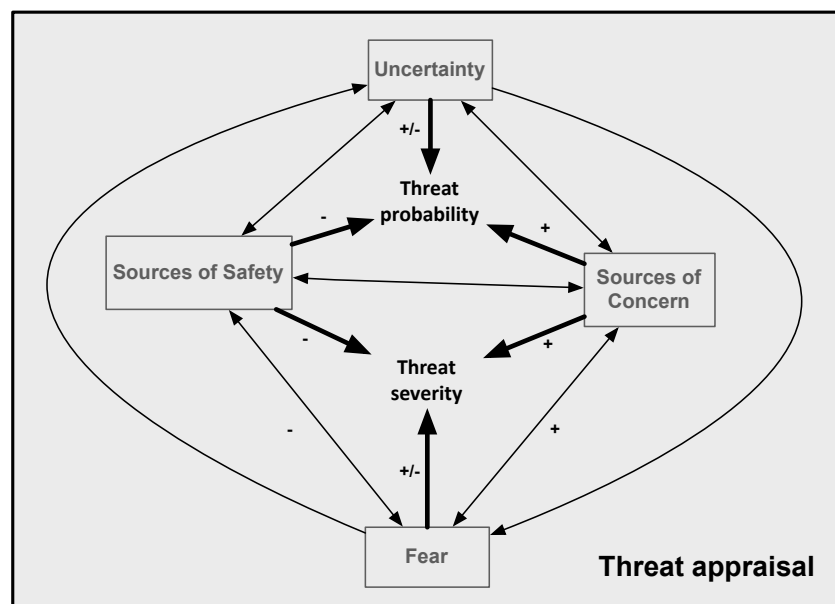 Uncertainty
+/-
Threat
probability
-
+
Sources of Safety
Sources of
Concern
-
+
Threat
severity
-
+
+/-
Fear
Threat appraisal